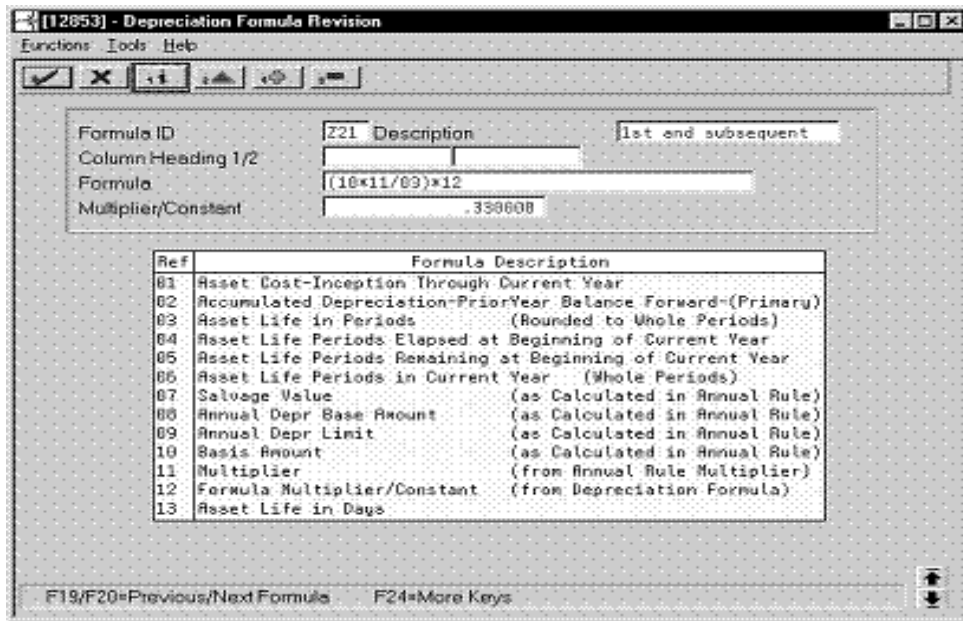 [12853] - Depreciation Formula Revision
Functions Tools Help
Formula ID Z21 Description 1st and subsequent
Column Heading 1/2
Formula (10*11/03)*12
Multiplier/Constant
Ref Formula Description
01 Asset Cost-Inception Through Current Year
02 Accumulated Depreciation-PriorYear Balance Forward-(Primary)
03 Asset Life in Periods (Rounded to Whole Periods)
04 Asset Life Periods Elapsed at Beginning of Current Year
05 Asset Life Periods Remaining at Beginning of Current Year
06 Asset Life Periods in Current Year (Whole Periods)
07 Salvage Value (as Calculated in Annual Rule)
08 Annual Depr Base Amount (as Calculated in Annual Rule)
09 Annual Depr Limit (as Calculated in Annual Rule)
10 Basis Amount (as Calculated in Annual Rule)
11 Multiplier (from Annual Rule Multiplier)
12 Formula Multiplier/Constant (from Depreciation Formula)
13 Asset Life in Days
F19/F20=Previous/Next Formula F24=More Keys